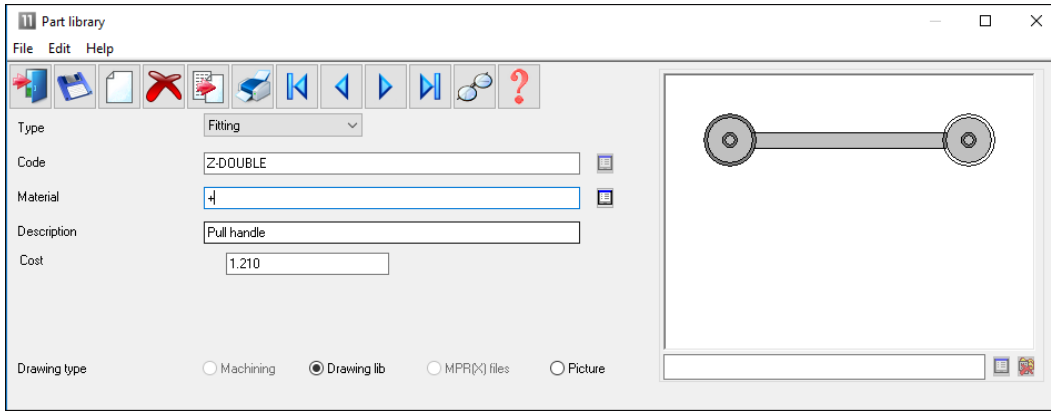 11 Part library
File Edit Help
?
Type Fitting
Code Z-DOUBLE
Material +
Description Pull handle
Cost 1.210
Drawing type Machining Drawing lib MPR(X) files Picture